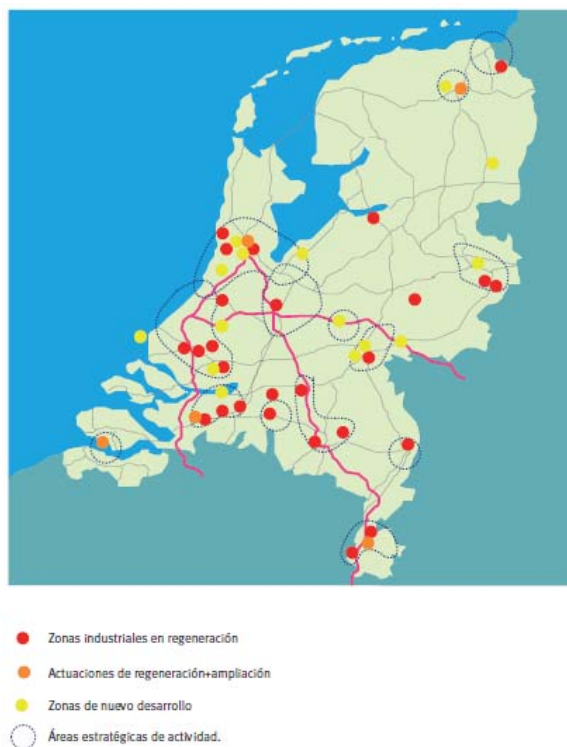 Zonas industriales en regeneración
Actuaciones de regeneración+ampliación
Zonas de nuevo desarrollo
Áreas estratégicas de actividad.